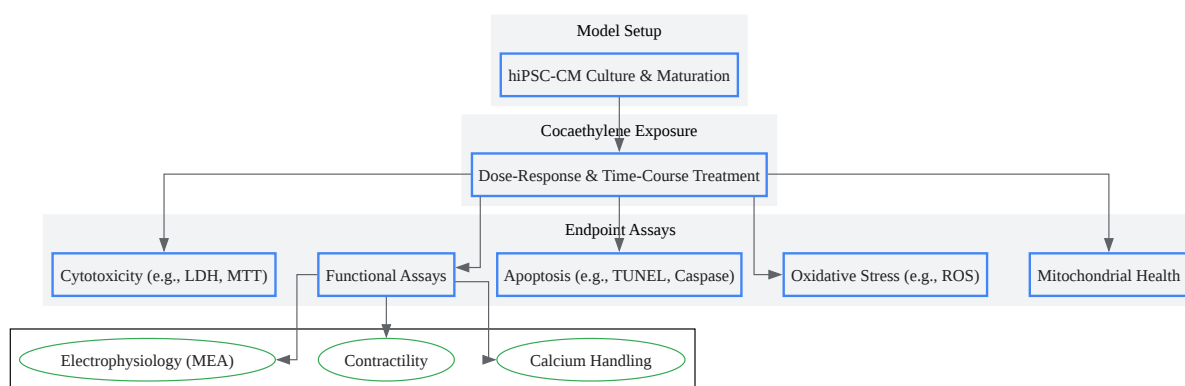 Model Setup
hiPSC-CM Culture & Maturation
Cocaethylene Exposure
Dose-Response & Time-Course Treatment
Endpoint Assays
Cytotoxicity (e.g., LDH, MTT)
Functional Assays
Apoptosis (e.g., TUNEL, Caspase)
Oxidative Stress (e.g., ROS)
Mitochondrial Health
Electrophysiology (MEA)
Contractility
Calcium Handling